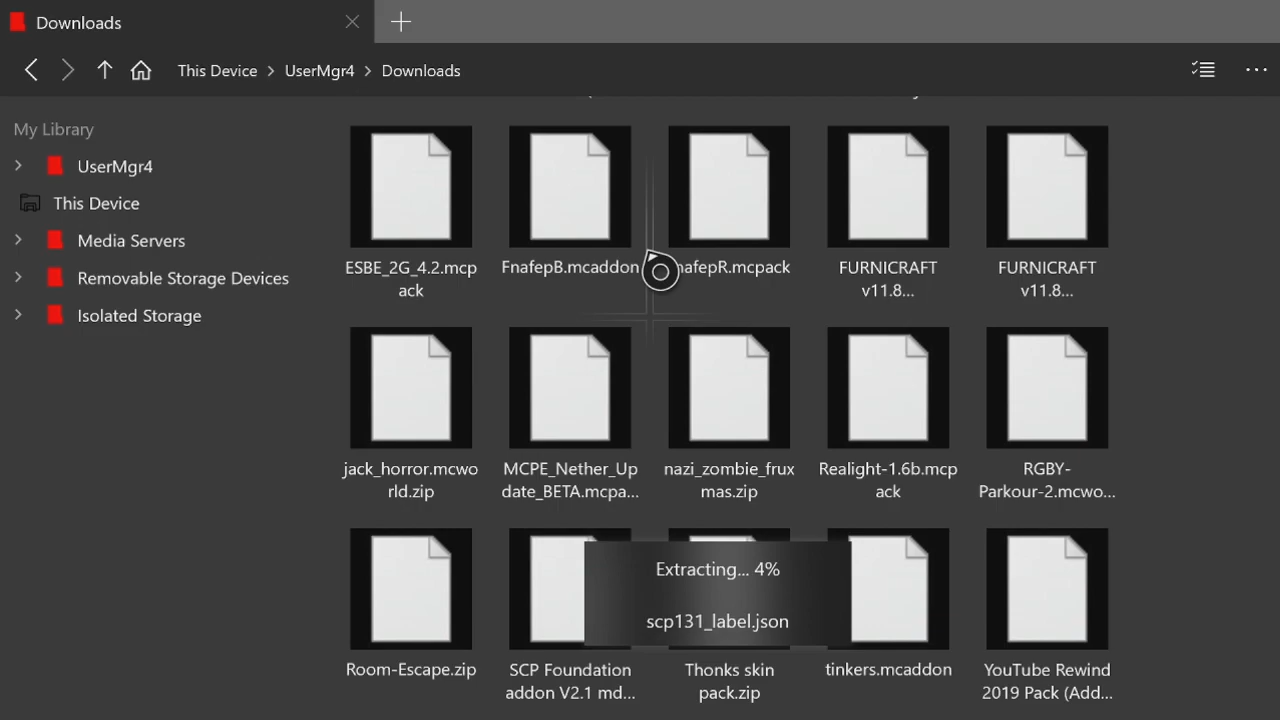 Downloads
This Device > UserMgr4 > Downloads
My Library
UserMgr4
This Device
Media Servers
Removable Storage Devices
Isolated Storage
ESBE_2G_4.2.mcp
ack
FnafepB.mcaddon
nafepR.mcpack
FURNICRAFT
v11.8...
FURNICRAFT
v11.8...
jack_horror.mcwo
rld.zip
MCPE_Nether_Up
date_BETA.mcpa...
nazi_zombie_frux
mas.zip
Realight-1.6b.mcp
ack
RGBY-
Parkour-2.mcwo...
Extracting... 4%
scp131_label.json
Room-Escape.zip
SCP Foundation
addon V2.1 md...
Thonks skin
pack.zip
tinkers.mcaddon
YouTube Rewind
2019 Pack (Add...